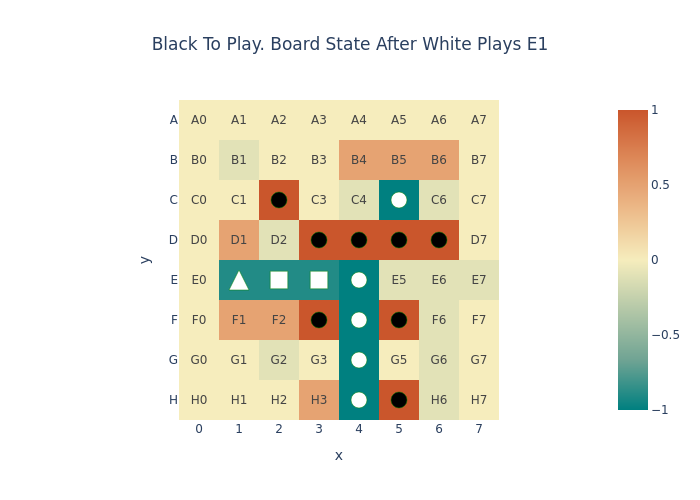 Black To Play. Board State After White Plays E1
A A0 A1 A2 A3 A4 A5 A6 A7
B B0 B1 B2 B3 B4 B5 B6 B7
C C0 C1 C3 C4 C6 C7
D D0 D1 D2 D7
E E0 E5 E6 E7
F F0 F1 F2 F6 F7
G G0 G1 G2 G3 G5 G6 G7
H H0 H1 H2 H3 H6 H7
0 1 2 3 4 5 6 7
x
y
1
0.5
0
−0.5
−1